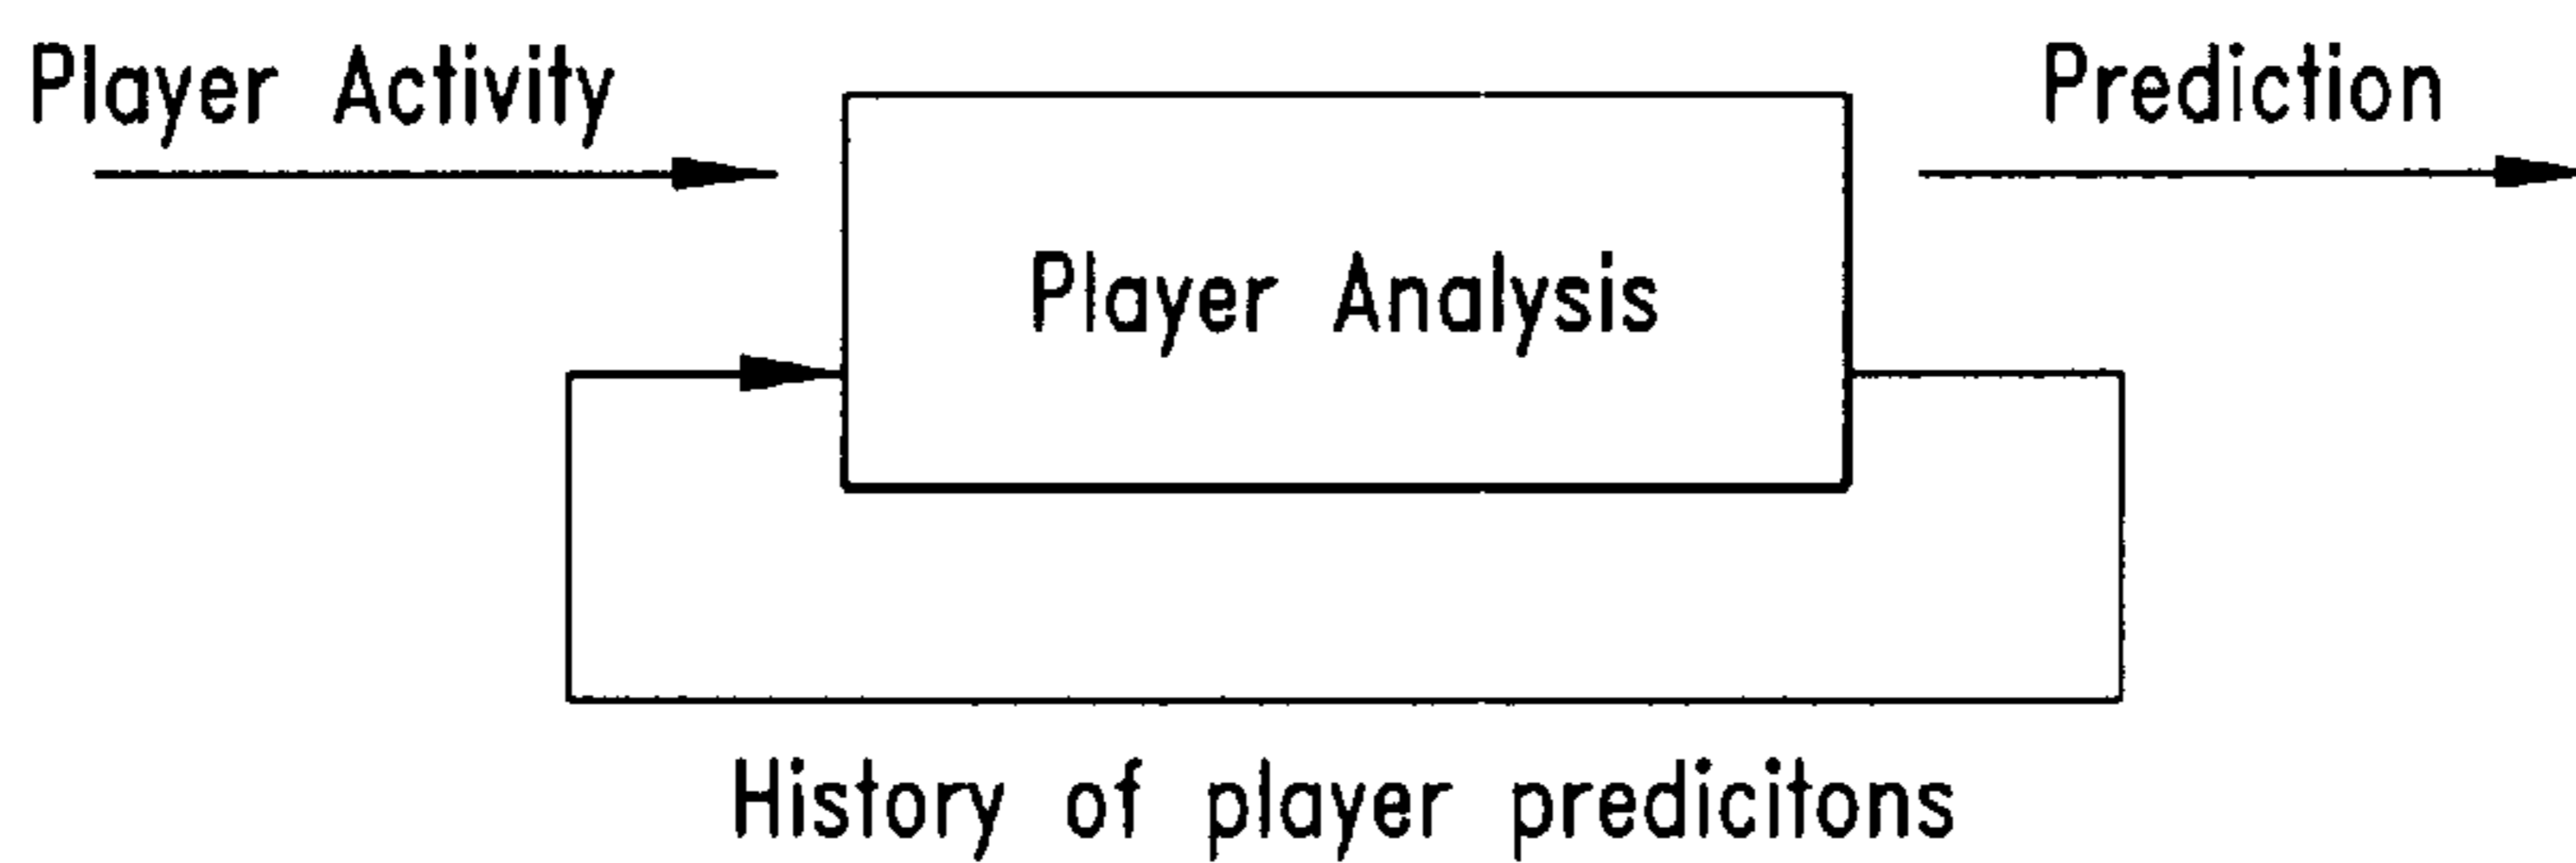 Player Activity
Prediction
Player Analysis
History of player predicitons